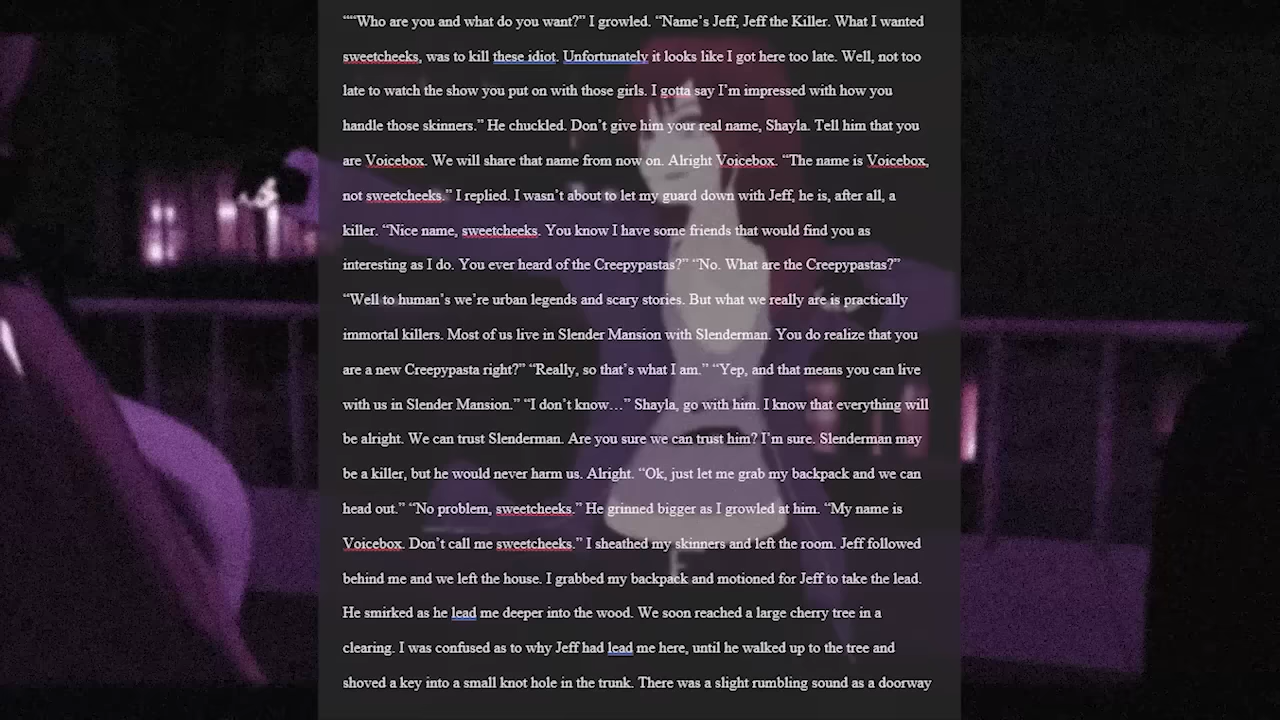 ““Who are you and what do you want?” I growled. “Name’s Jeff, Jeff the Killer. What I wanted
sweetcheeks, was to kill these idiot. Unfortunately it looks like I got here too late. Well, not too
late to watch the show you put on with those girls. I gotta say I’m impressed with how you
handle those skinners.” He chuckled. Don’t give him your real name, Shayla. Tell him that you
are Voicebox. We will share that name from now on. Alright Voicebox. “The name is Voicebox,
not sweetcheeks.” I replied. I wasn’t about to let my guard down with Jeff, he is, after all, a
killer. “Nice name, sweetcheeks. You know I have some friends that would find you as
interesting as I do. You ever heard of the Creepypastas?” “No. What are the Creepypastas?”
“Well to human’s we’re urban legends and scary stories. But what we really are is practically
immortal killers. Most of us live in Slender Mansion with Slenderman. You do realize that you
are a new Creepypasta right?” “Really, so that’s what I am.” “Yep, and that means you can live
with us in Slender Mansion.” “I don’t know…” Shayla, go with him. I know that everything will
be alright. We can trust Slenderman. Are you sure we can trust him? I’m sure. Slenderman may
be a killer, but he would never harm us. Alright. “Ok, just let me grab my backpack and we can
head out.” “No problem, sweetcheeks.” He grinned bigger as I growled at him. “My name is
Voicebox. Don’t call me sweetcheeks.” I sheathed my skinners and left the room. Jeff followed
behind me and we left the house. I grabbed my backpack and motioned for Jeff to take the lead.
He smirked as he lead me deeper into the wood. We soon reached a large cherry tree in a
clearing. I was confused as to why Jeff had lead me here, until he walked up to the tree and
shoved a key into a small knot hole in the trunk. There was a slight rumbling sound as a doorway